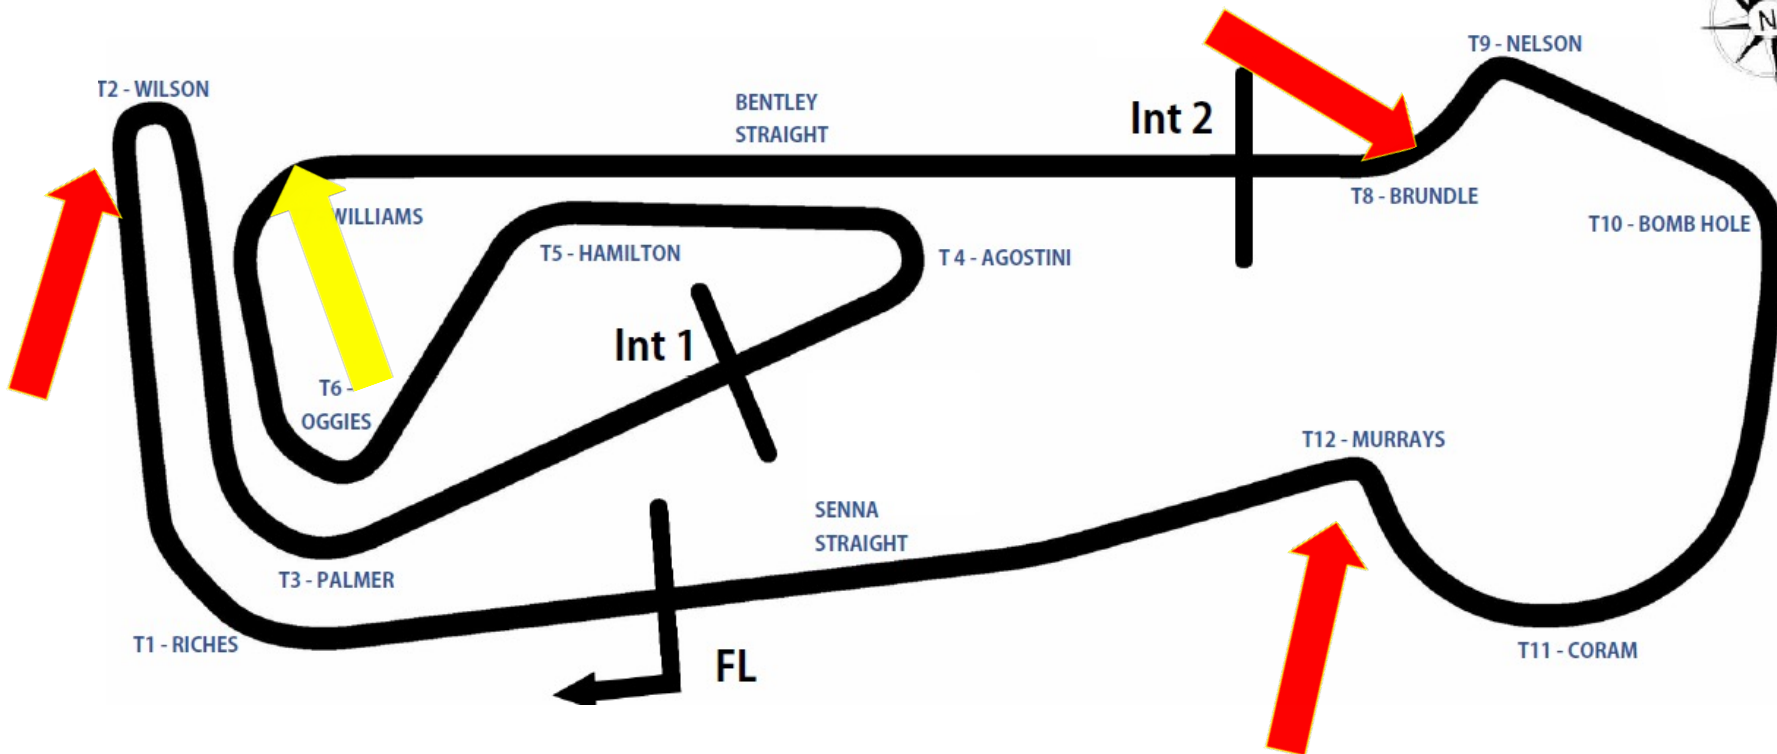 N
T9 - NELSON
T2 - WILSON
BENTLEY
STRAIGHT
Int 2
T8 - BRUNDLE
WILLIAMS
T10 - BOMB HOLE
T5 - HAMILTON
T 4 - AGOSTINI
Int 1
T6 -
OGGIES
T12 - MURRAYS
SENNA
STRAIGHT
T3 - PALMER
T1 - RICHES
FL
T11 - CORAM